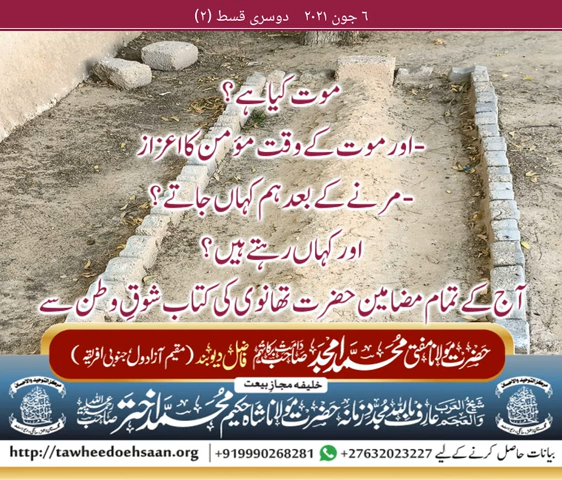 ٦ جون ٢٠٢١ دوسری قسط (٢)
موت کیا ہے؟
-اور موت کے وقت مؤمن کا اعزاز
-مرنے کے بعد ہم کہاں جاتے؟
اور کہاں رہتے ہیں؟
آج کے تمام مضامین حضرت تھانوی کی کتاب شوقِ وطن سے
حضرت مولانا مفتی محمد امجد صاحب دامت برکاتہم فاضل دیوبند (مقیم آزادول جنوبی افریقہ)
خلیفہ مجاز بیعت
شیخ العرب والعجم عارف باللہ مجدد زمانہ حضرت مولانا شاہ حکیم محمد اختر صاحب
بیانات حاصل کرنے کے لیے +27632023227 +919990268281 http://tawheedoehsaan.org